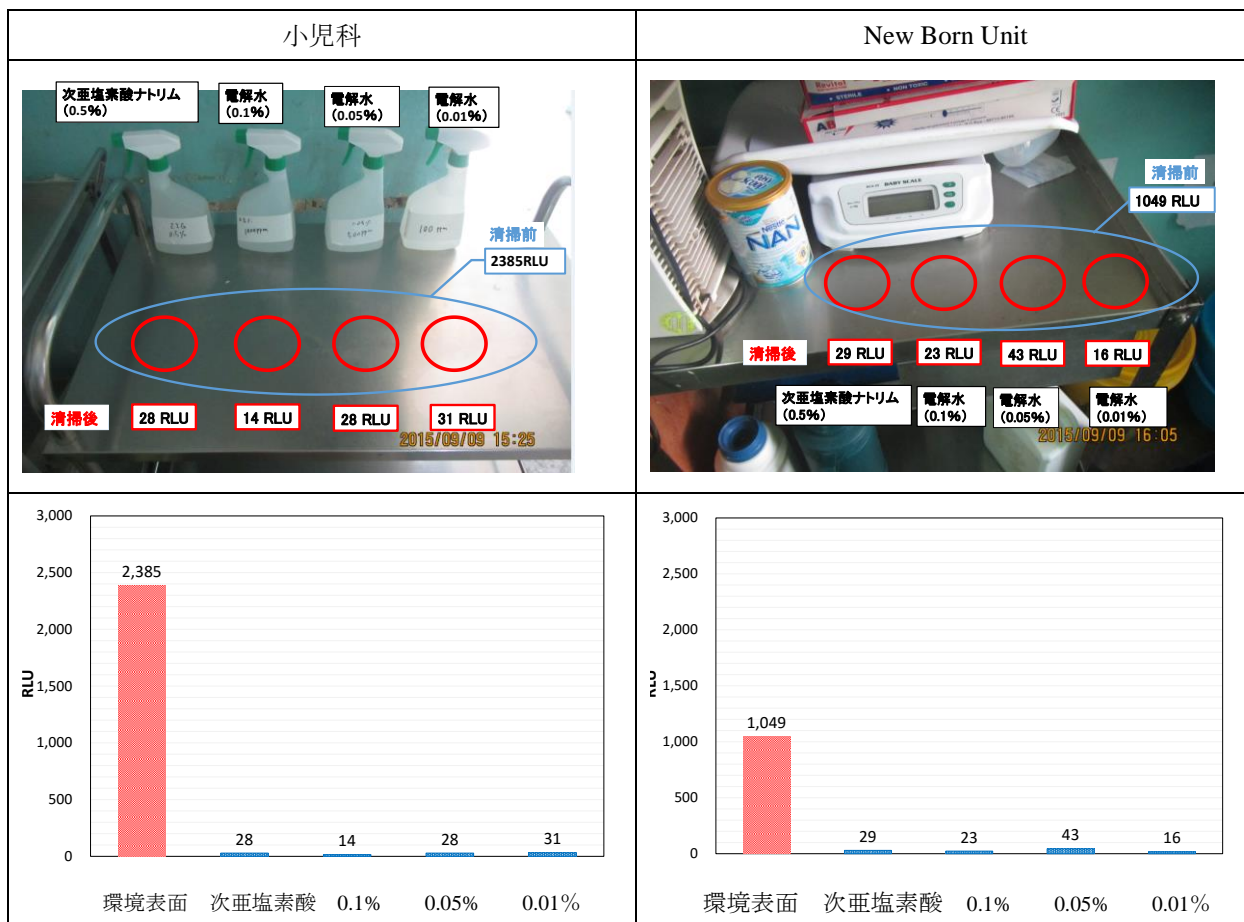 小児科
New Born Unit
次亜塩素酸ナトリム
（0.5%）
電解水
（0.1%）
電解水
（0.05%）
電解水
（0.01%）
100 ppm
清掃前
2385RLU
清掃後
28 RLU
14 RLU
28 RLU
31 RLU
2015/09/09 15:25
STERILE
NON TOXIC
BABY SCALE
Nestle
NAN
清掃前
1049 RLU
清掃後
29 RLU
23 RLU
43 RLU
16 RLU
次亜塩素酸ナトリム
（0.5%）
電解水
（0.1%）
電解水
（0.05%）
電解水
（0.01%）
2015/09/09 16:05
3,000
2,500
2,000
1,500
1,000
500
0
RLU
2,385
28
14
28
31
環境表面 次亜塩素酸 0.1% 0.05% 0.01%
3,000
2,500
2,000
1,500
1,000
500
0
RLU
1,049
29
23
43
16
環境表面 次亜塩素酸 0.1% 0.05% 0.01%